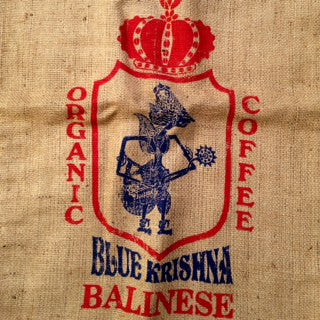 ORGANIC
COFFEE
BLUE KRISHNA
BALINESE